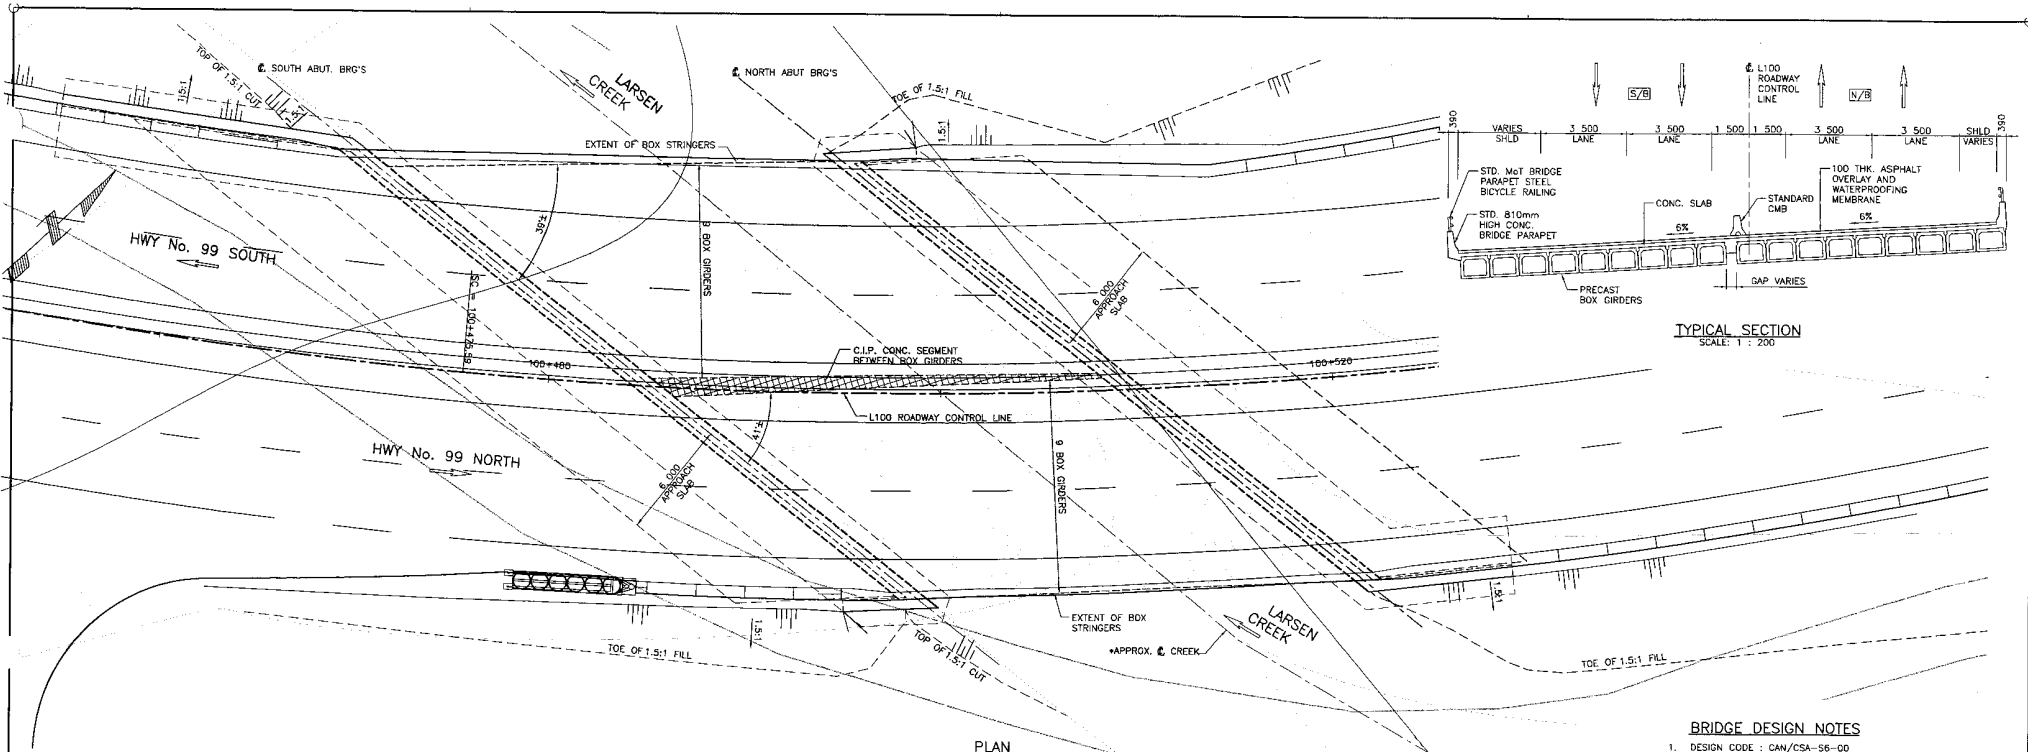 TOP OF 1.5:1 CUT
1.5:1
1.5:1
℄ SOUTH ABUT. BRG'S
LARSEN
CREEK
℄ NORTH ABUT BRG'S
TOE OF 1.5:1 FILL
1.5:1
EXTENT OF BOX STRINGERS
39°±
9 BOX GIRDERS
HWY No. 99 SOUTH
SC = 100+475.59
6 000
APPROACH
SLAB
100+480
C.I.P. CONC. SEGMENT
BETWEEN BOX GIRDERS
100+520
L100 ROADWAY CONTROL LINE
41°±
HWY No. 99 NORTH
6 000
APPROACH
SLAB
9 BOX GIRDERS
EXTENT OF BOX
STRINGERS
LARSEN
CREEK
*APPROX. ℄ CREEK
1.5:1
TOE OF 1.5:1 FILL
TOP OF 1.5:1 CUT
1.5:1
TOE OF 1.5:1 FILL
PLAN
S/B
℄ L100
ROADWAY
CONTROL
LINE
N/B
390
VARIES
SHLD
3 500
LANE
3 500
LANE
1 500
1 500
3 500
LANE
3 500
LANE
SHLD
VARIES
390
STD. MoT BRIDGE
PARAPET STEEL
BICYCLE RAILING
STD. 810mm
HIGH CONC.
BRIDGE PARAPET
CONC. SLAB
6%
STANDARD
CMB
100 THK. ASPHALT
OVERLAY AND
WATERPROOFING
MEMBRANE
6%
PRECAST
BOX GIRDERS
GAP VARIES
TYPICAL SECTION
SCALE: 1 : 200
BRIDGE DESIGN NOTES
1. DESIGN CODE : CAN/CSA-S6-00